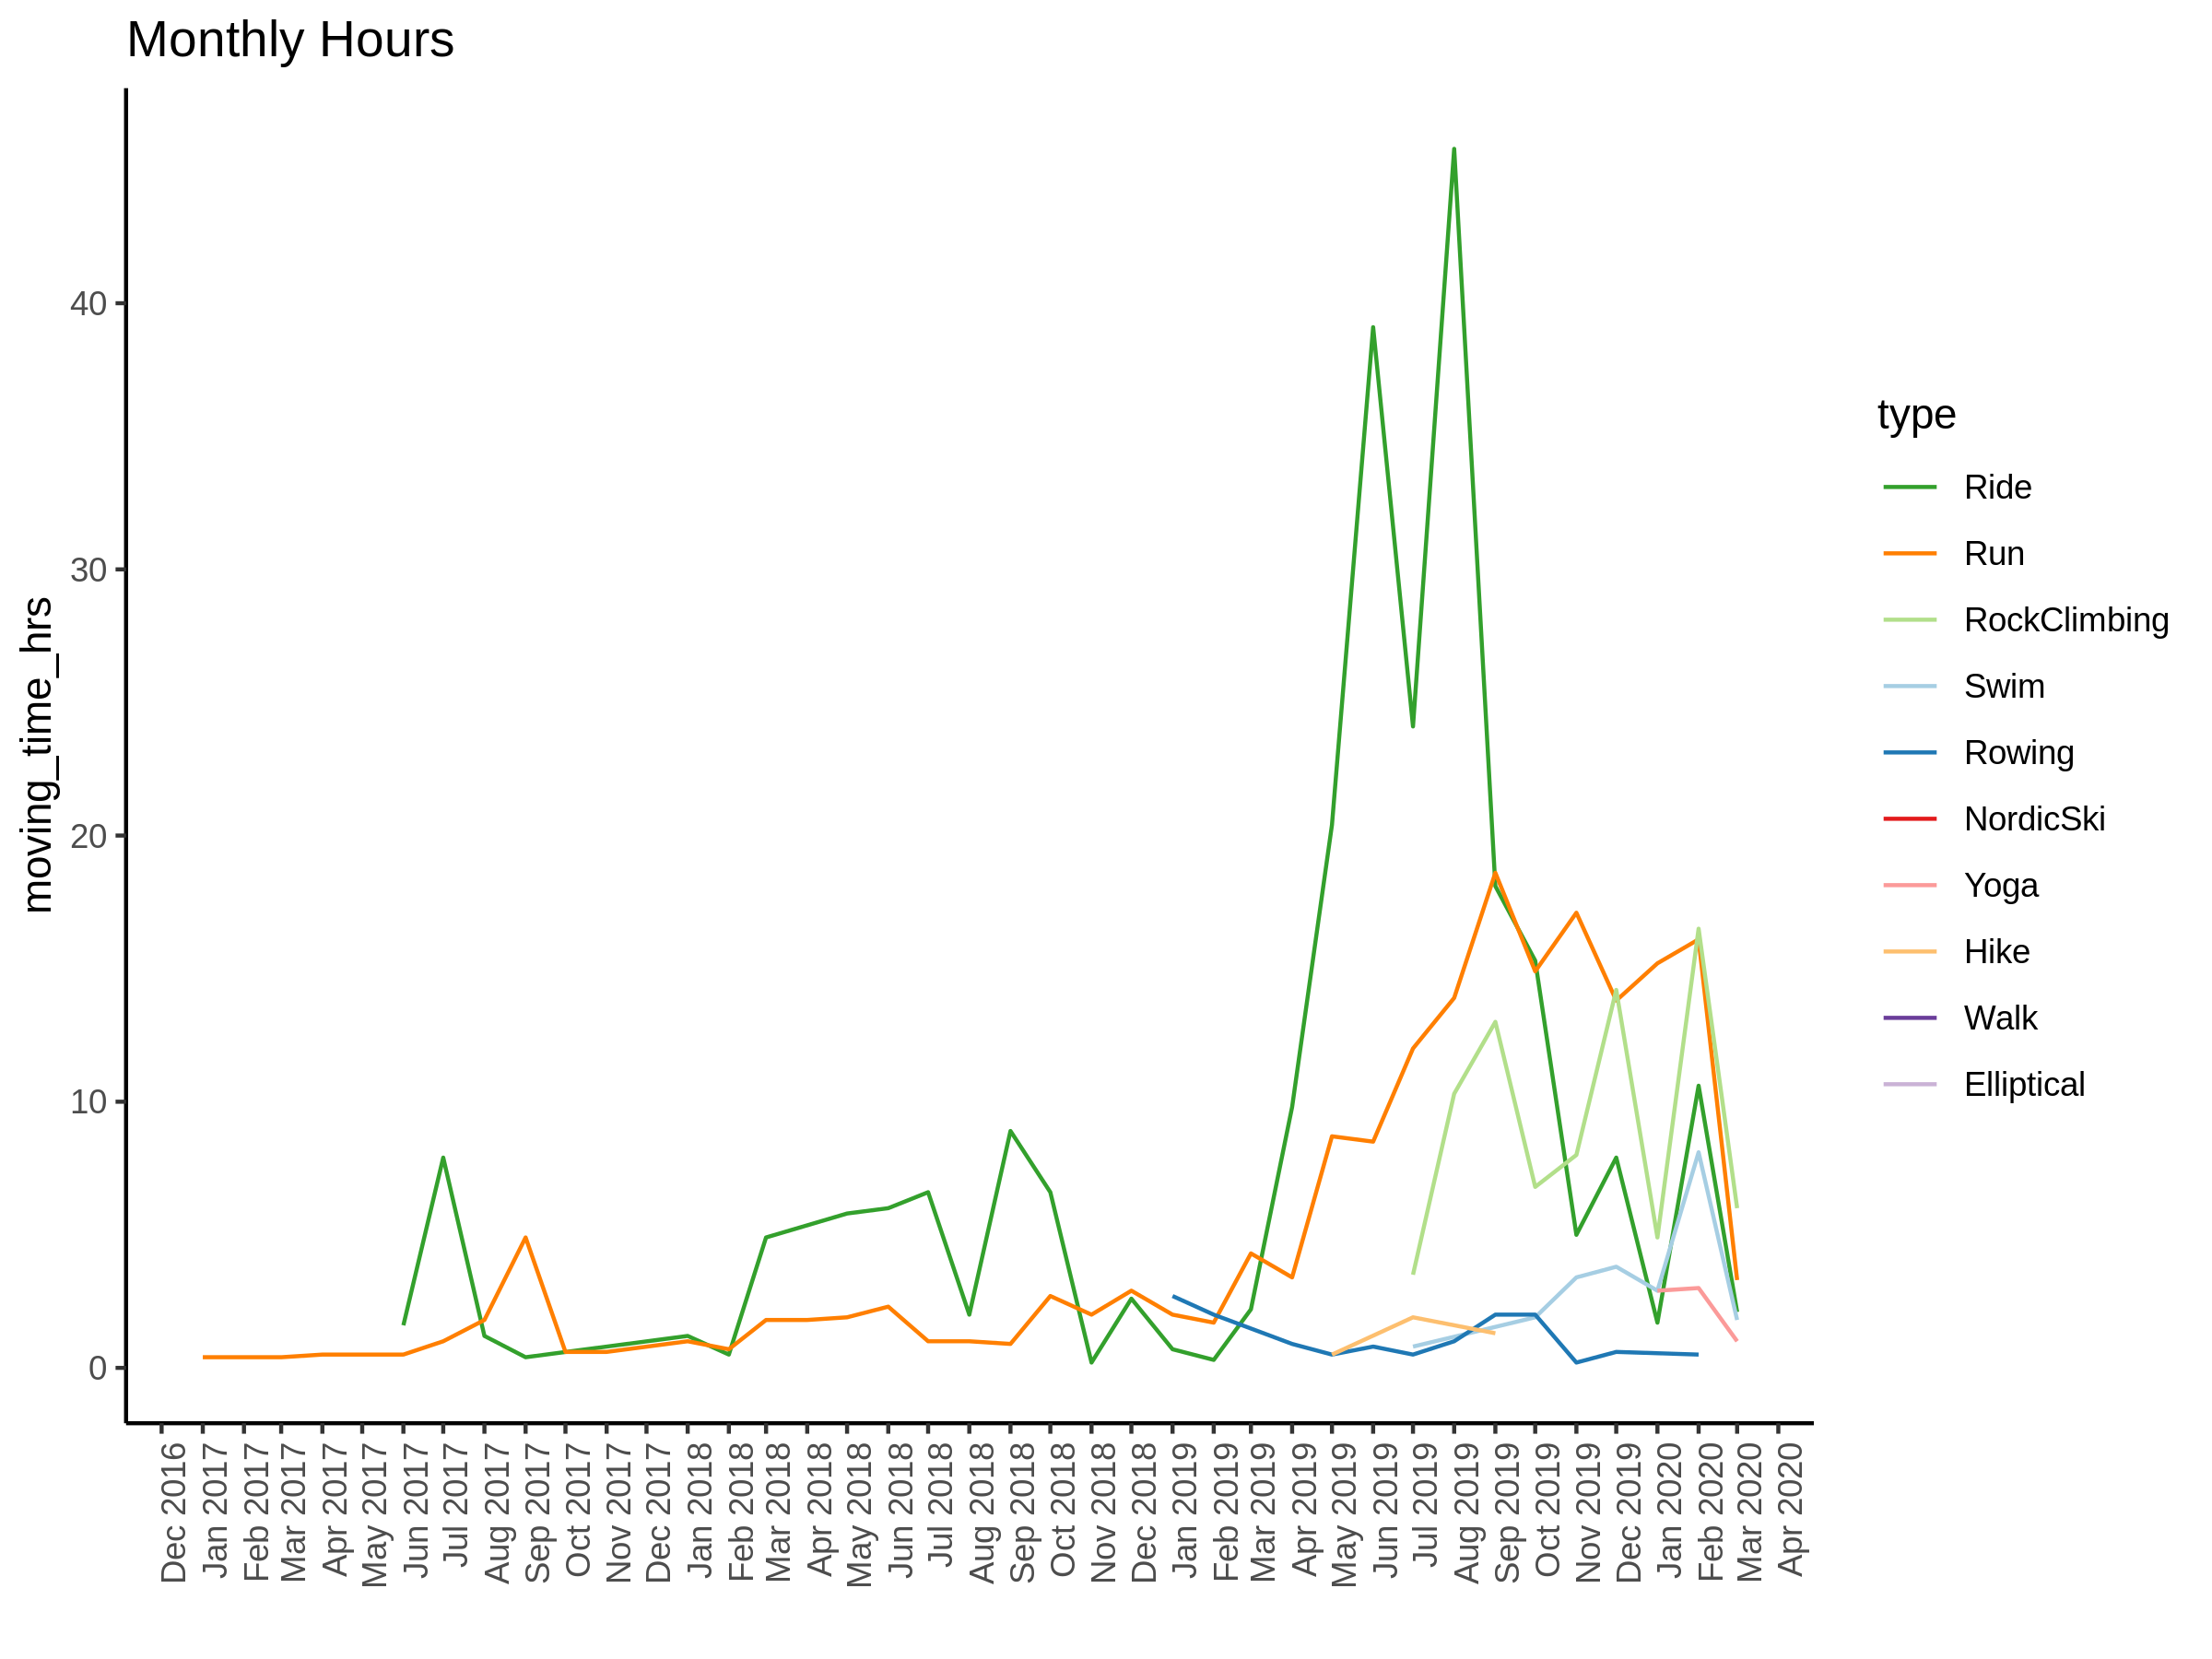 Monthly Hours
moving_time_hrs
40
30
20
10
0
Dec 2016
Jan 2017
Feb 2017
Mar 2017
Apr 2017
May 2017
Jun 2017
Jul 2017
Aug 2017
Sep 2017
Oct 2017
Nov 2017
Dec 2017
Jan 2018
Feb 2018
Mar 2018
Apr 2018
May 2018
Jun 2018
Jul 2018
Aug 2018
Sep 2018
Oct 2018
Nov 2018
Dec 2018
Jan 2019
Feb 2019
Mar 2019
Apr 2019
May 2019
Jun 2019
Jul 2019
Aug 2019
Sep 2019
Oct 2019
Nov 2019
Dec 2019
Jan 2020
Feb 2020
Mar 2020
Apr 2020
type
Ride
Run
RockClimbing
Swim
Rowing
NordicSki
Yoga
Hike
Walk
Elliptical